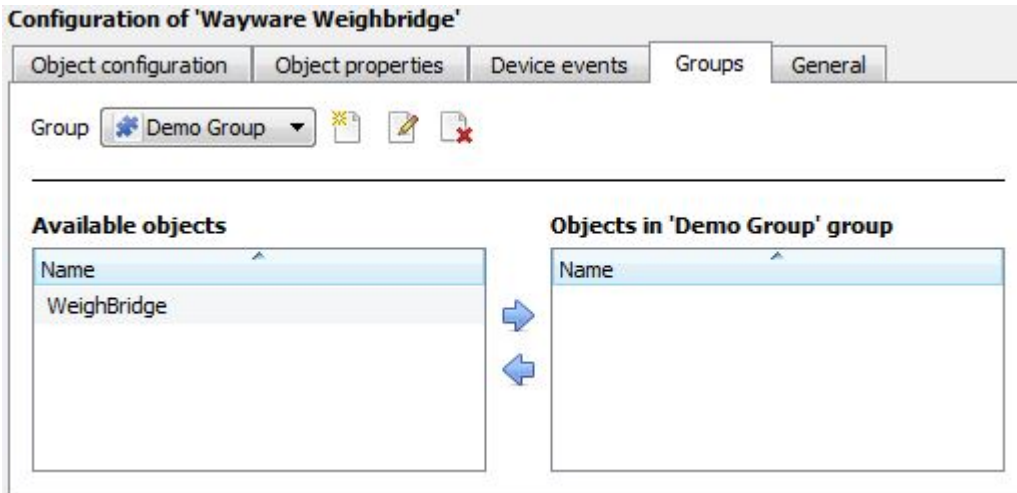 Configuration of 'Wayware Weighbridge'
Object configuration Object properties Device events Groups General
Group Demo Group
Available objects Objects in 'Demo Group' group
Name Name
WeighBridge